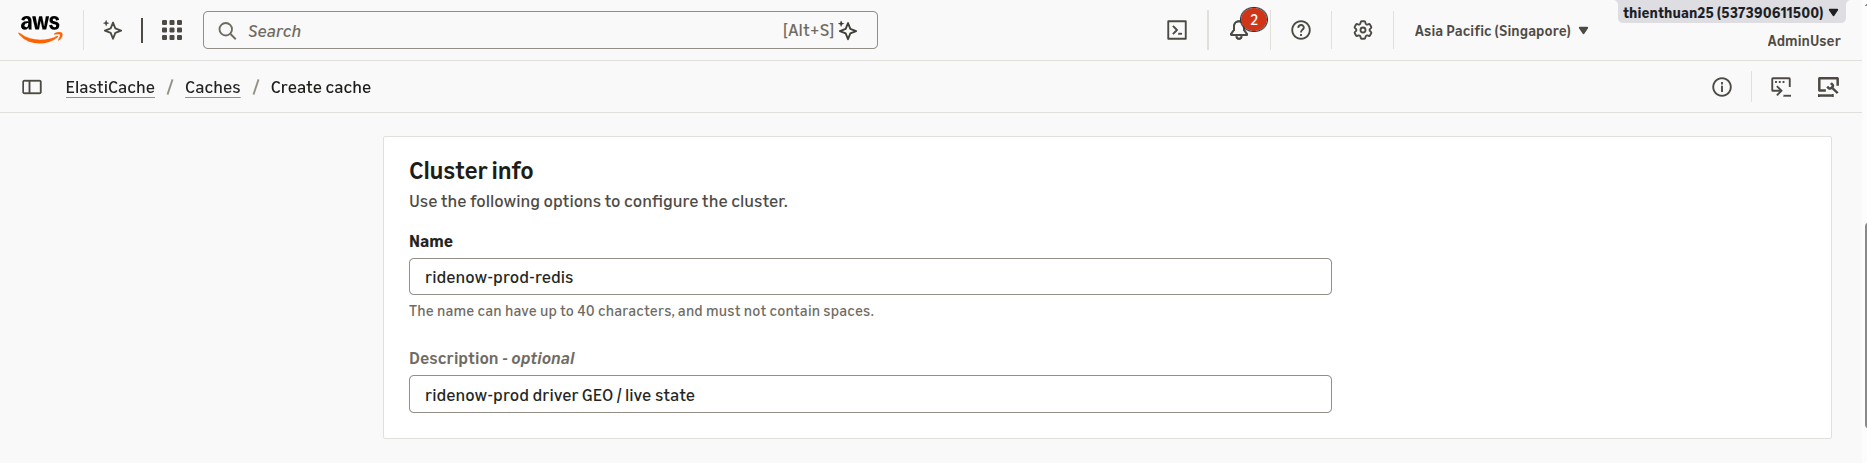 aws
Search [Alt+S]
2
Asia Pacific (Singapore)
thienthuan25 (537390611500)
AdminUser
ElastiCache / Caches / Create cache
Cluster info
Use the following options to configure the cluster.
Name
ridenow-prod-redis
The name can have up to 40 characters, and must not contain spaces.
Description - optional
ridenow-prod driver GEO / live state